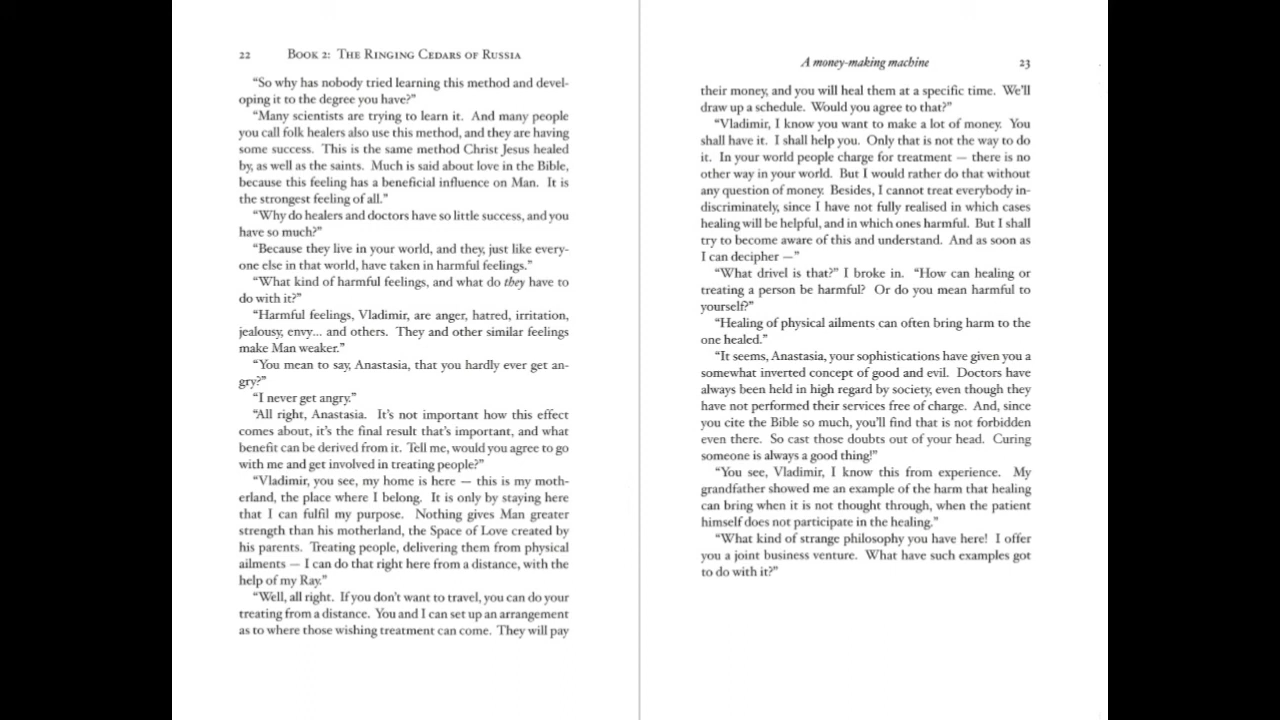 22 Book 2: The Ringing Cedars of Russia
“So why has nobody tried learning this method and devel-
oping it to the degree you have?”
“Many scientists are trying to learn it. And many people
you call folk healers also use this method, and they are having
some success. This is the same method Christ Jesus healed
by, as well as the saints. Much is said about love in the Bible,
because this feeling has a beneficial influence on Man. It is
the strongest feeling of all.”
“Why do healers and doctors have so little success, and you
have so much?”
“Because they live in your world, and they, just like every-
one else in that world, have taken in harmful feelings.”
“What kind of harmful feelings, and what do they have to
do with it?”
“Harmful feelings, Vladimir, are anger, hatred, irritation,
jealousy, envy... and others. They and other similar feelings
make Man weaker.”
“You mean to say, Anastasia, that you hardly ever get an-
gry?”
“I never get angry.”
“All right, Anastasia. It’s not important how this effect
comes about, it’s the final result that’s important, and what
benefit can be derived from it. Tell me, would you agree to go
with me and get involved in treating people?”
“Vladimir, you see, my home is here — this is my moth-
erland, the place where I belong. It is only by staying here
that I can fulfil my purpose. Nothing gives Man greater
strength than his motherland, the Space of Love created by
his parents. Treating people, delivering them from physical
ailments — I can do that right here from a distance, with the
help of my Ray.”
“Well, all right. If you don’t want to travel, you can do your
treating from a distance. You and I can set up an arrangement
as to where those wishing treatment can come. They will pay
A money-making machine 23
their money, and you will heal them at a specific time. We’ll
draw up a schedule. Would you agree to that?”
“Vladimir, I know you want to make a lot of money. You
shall have it. I shall help you. Only that is not the way to do
it. In your world people charge for treatment — there is no
other way in your world. But I would rather do that without
any question of money. Besides, I cannot treat everybody in-
discriminately, since I have not fully realised in which cases
healing will be helpful, and in which ones harmful. But I shall
try to become aware of this and understand. And as soon as
I can decipher —”
“What drivel is that?” I broke in. “How can healing or
treating a person be harmful? Or do you mean harmful to
yourself?”
“Healing of physical ailments can often bring harm to the
one healed.”
“It seems, Anastasia, your sophistications have given you a
somewhat inverted concept of good and evil. Doctors have
always been held in high regard by society, even though they
have not performed their services free of charge. And, since
you cite the Bible so much, you’ll find that is not forbidden
even there. So cast those doubts out of your head. Curing
someone is always a good thing!”
“You see, Vladimir, I know this from experience. My
grandfather showed me an example of the harm that healing
can bring when it is not thought through, when the patient
himself does not participate in the healing.”
“What kind of strange philosophy you have here! I offer
you a joint business venture. What have such examples got
to do with it?”